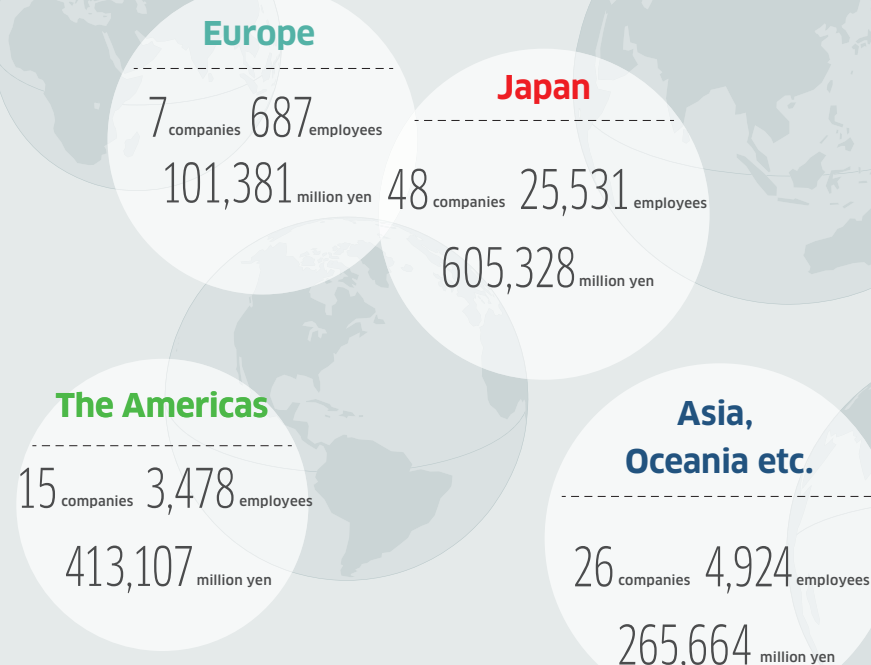 Europe
7 companies 687 employees
101,381 million yen
Japan
48 companies 25,531 employees
605,328 million yen
The Americas
15 companies 3,478 employees
413,107 million yen
Asia,
Oceania etc.
26 companies 4,924 employees
265,664 million yen